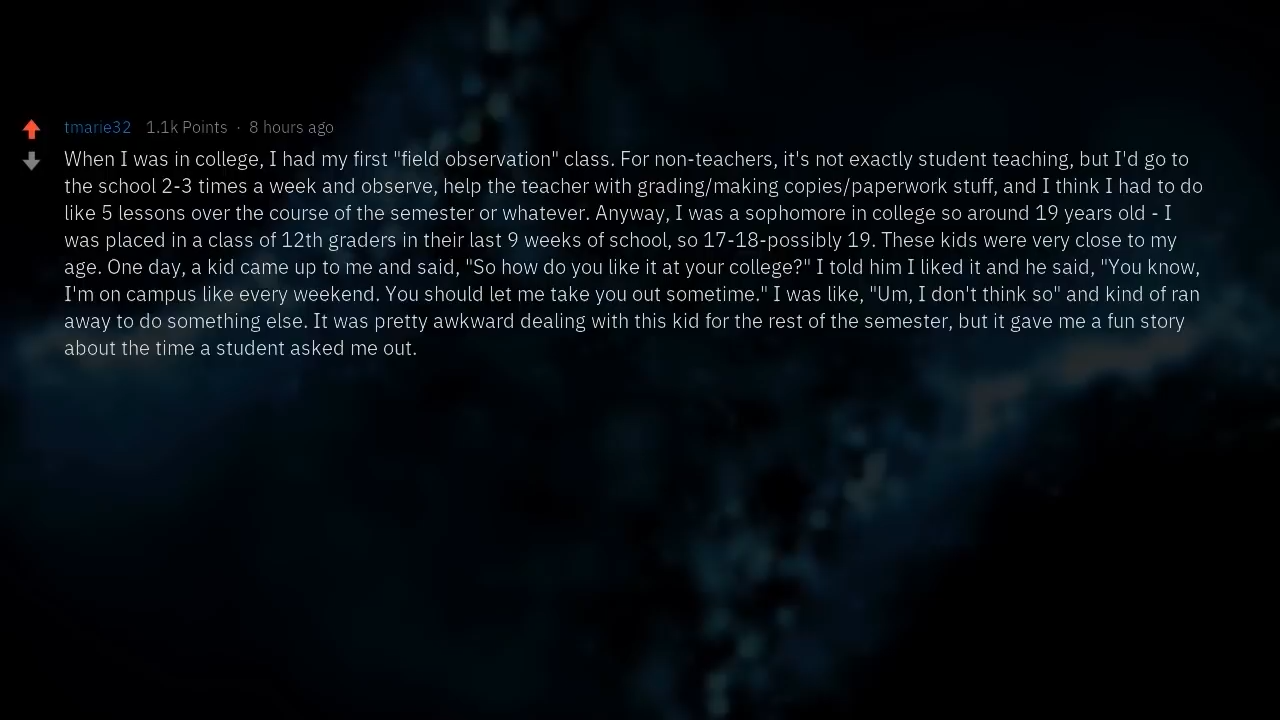 tmarie32 1.1k Points · 8 hours ago
When I was in college, I had my first "field observation" class. For non-teachers, it's not exactly student teaching, but I'd go to
the school 2-3 times a week and observe, help the teacher with grading/making copies/paperwork stuff, and I think I had to do
like 5 lessons over the course of the semester or whatever. Anyway, I was a sophomore in college so around 19 years old - I
was placed in a class of 12th graders in their last 9 weeks of school, so 17-18-possibly 19. These kids were very close to my
age. One day, a kid came up to me and said, "So how do you like it at your college?" I told him I liked it and he said, "You know,
I'm on campus like every weekend. You should let me take you out sometime." I was like, "Um, I don't think so" and kind of ran
away to do something else. It was pretty awkward dealing with this kid for the rest of the semester, but it gave me a fun story
about the time a student asked me out.